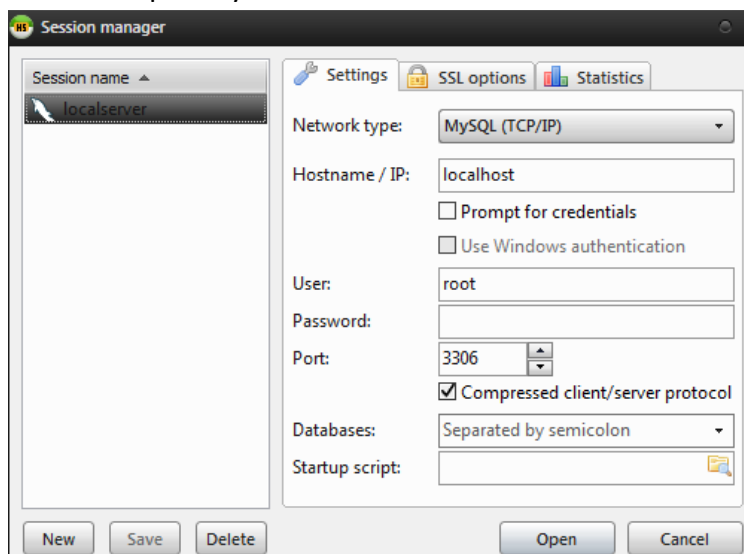 HS Session manager
Session name
localserver
Settings
SSL options
Statistics
Network type:
MySQL (TCP/IP)
Hostname / IP:
localhost
Prompt for credentials
Use Windows authentication
User:
root
Password:
Port:
3306
Compressed client/server protocol
Databases:
Separated by semicolon
Startup script:
New
Save
Delete
Open
Cancel